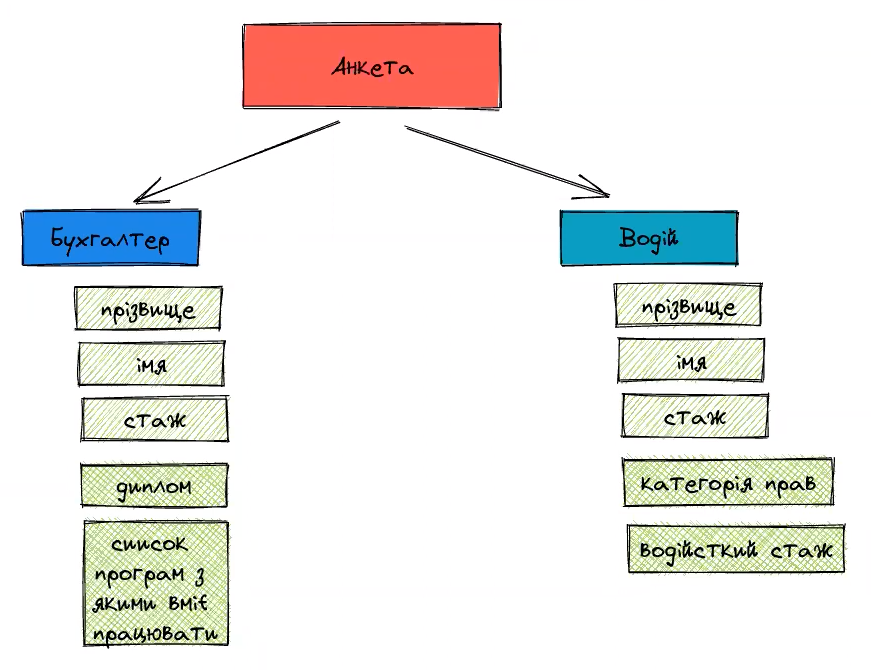 Анкета
Бухгалтер
прізвище
імя
стаж
диплом
список
програм з
якими вміє
працювати
Водій
прізвище
імя
стаж
категорія прав
водійсткий стаж